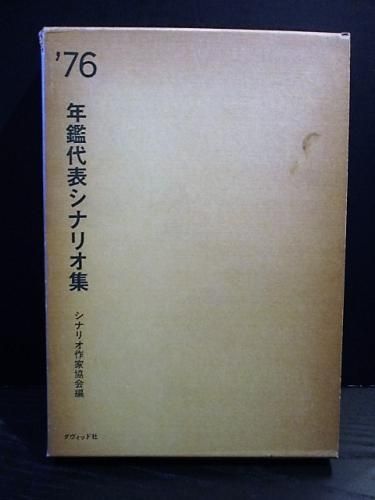 '76
年鑑代表シナリオ集
シナリオ作家協会編
ダヴィッド社